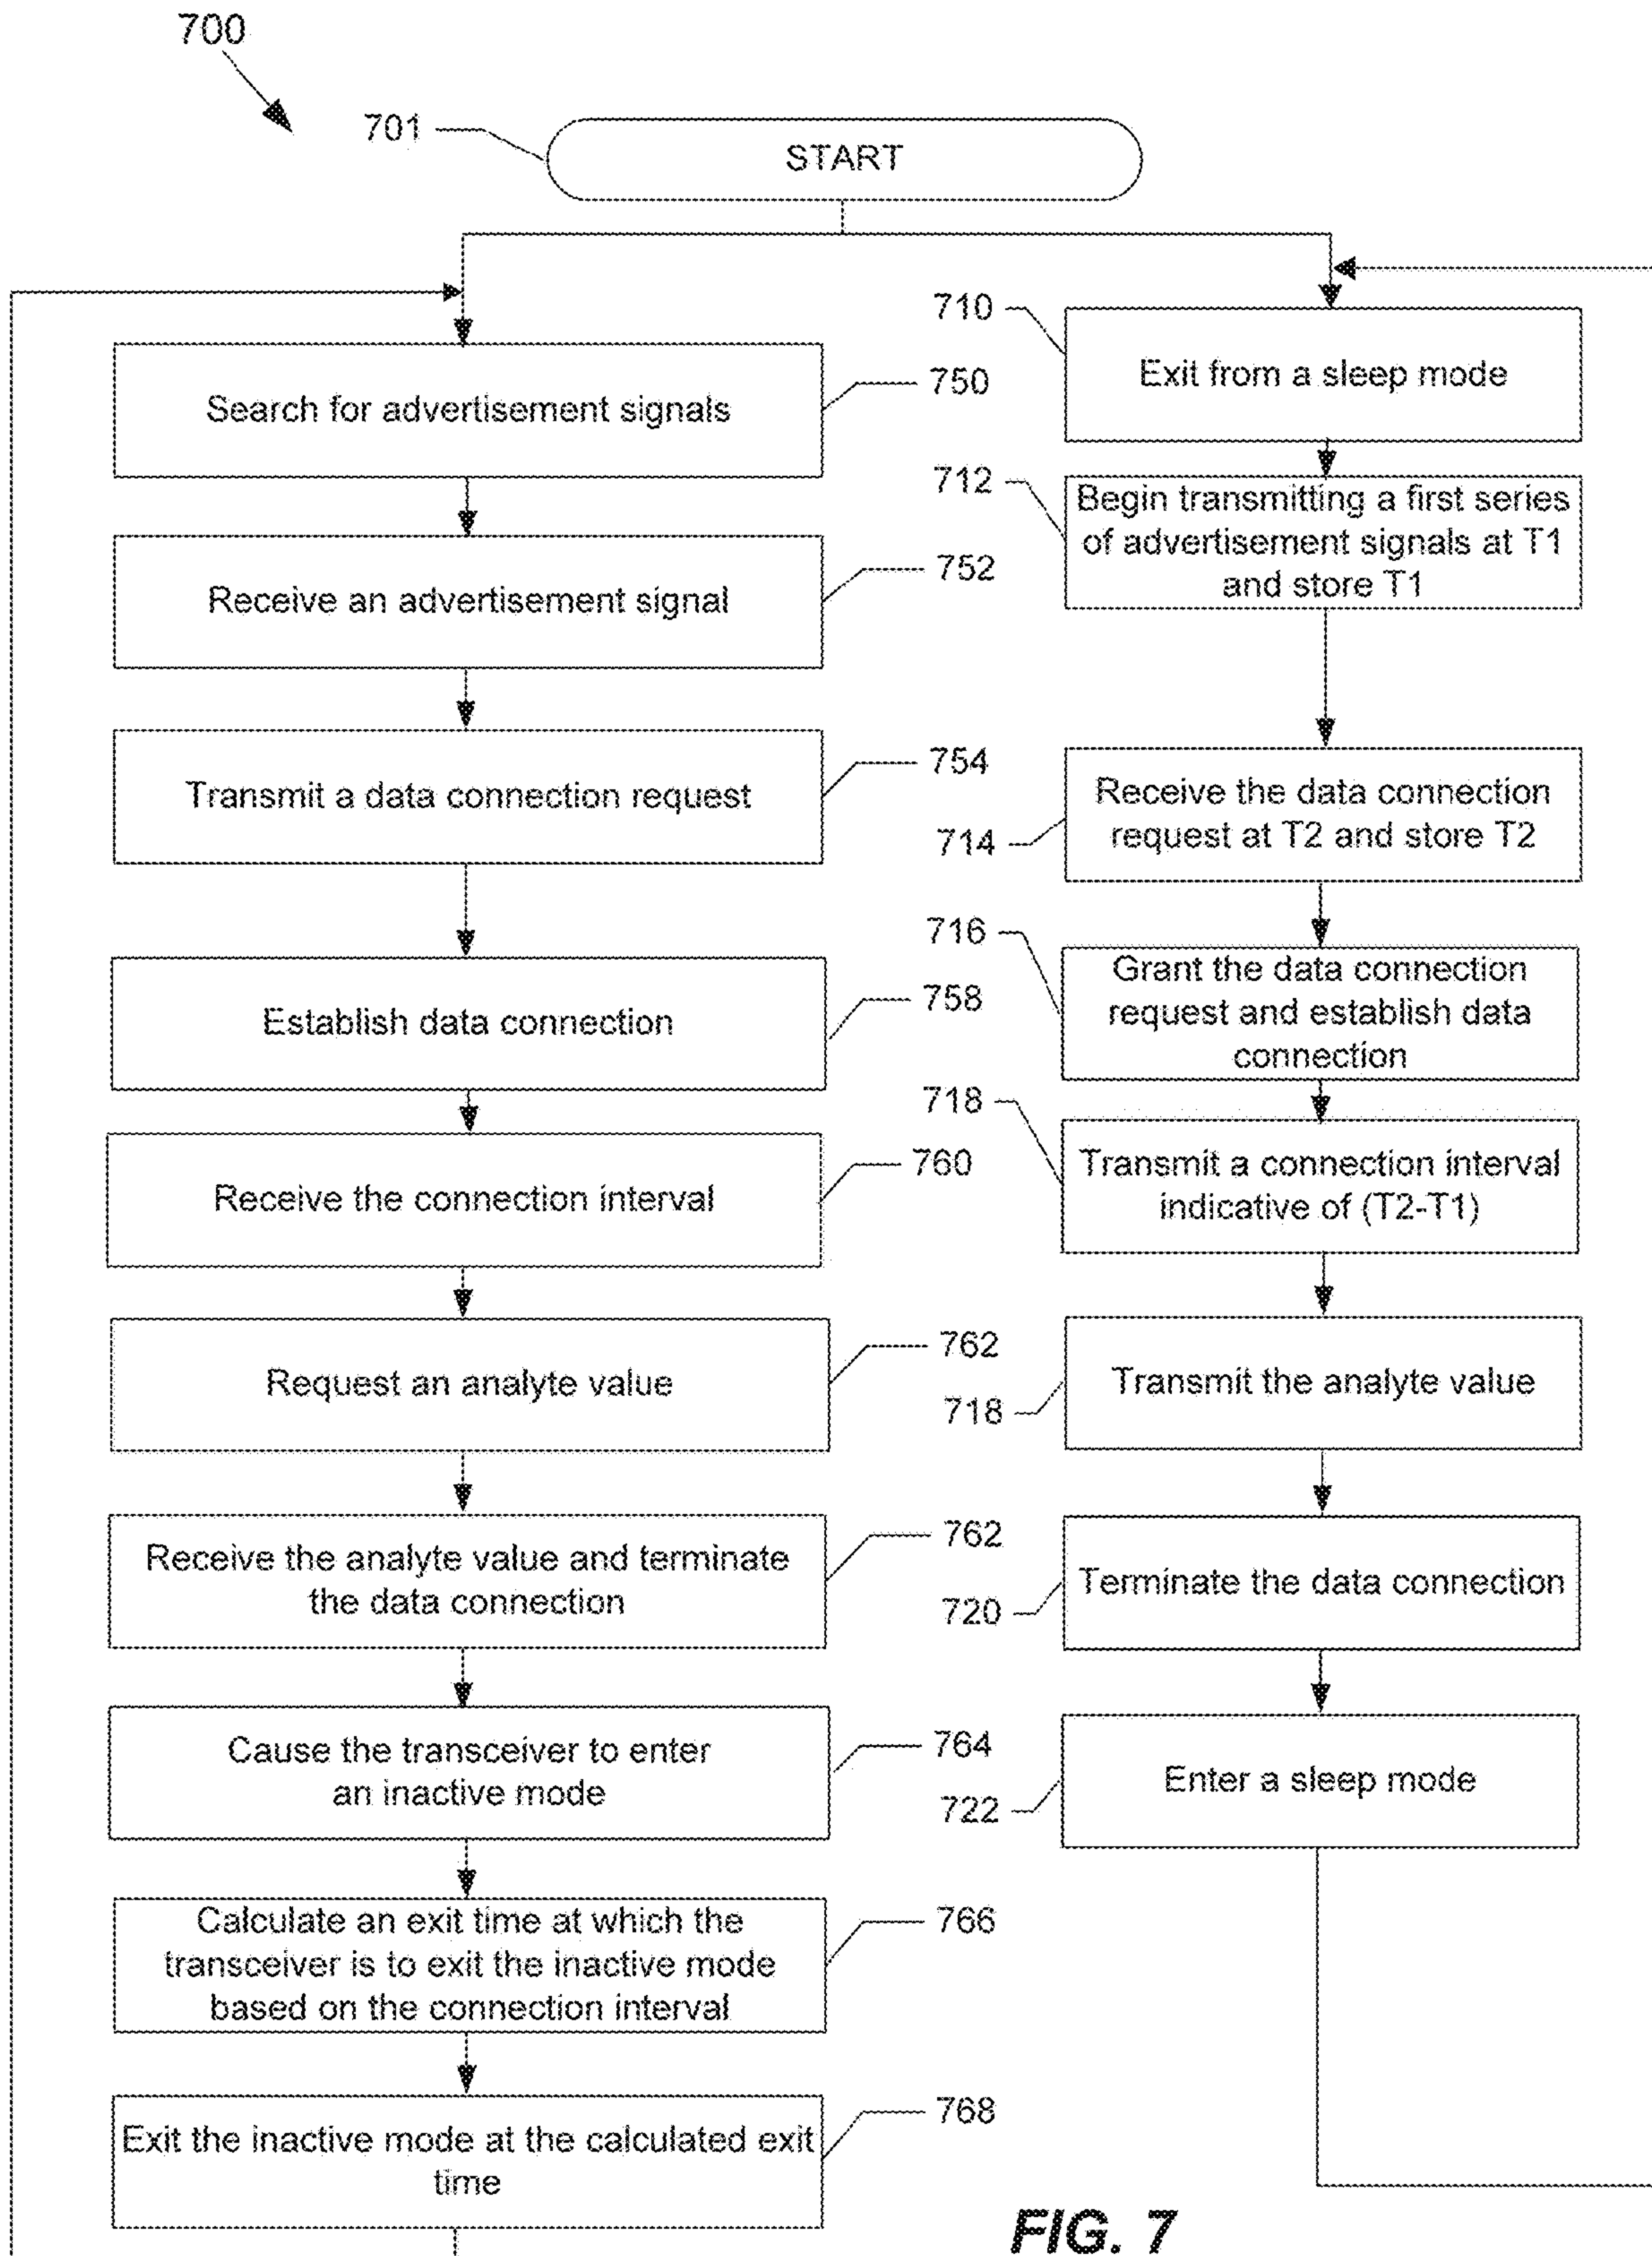 700
701
START
750
Search for advertisement signals
752
Receive an advertisement signal
754
Transmit a data connection request
758
Establish data connection
760
Receive the connection interval
762
Request an analyte value
762
Receive the analyte value and terminate
the data connection
764
Cause the transceiver to enter
an inactive mode
766
Calculate an exit time at which the
transceiver is to exit the inactive mode
based on the connection interval
768
Exit the inactive mode at the calculated exit
time
710
Exit from a sleep mode
712
Begin transmitting a first series
of advertisement signals at T1
and store T1
714
Receive the data connection
request at T2 and store T2
716
Grant the data connection
request and establish data
connection
718
Transmit a connection interval
indicative of (T2-T1)
718
Transmit the analyte value
720
Terminate the data connection
722
Enter a sleep mode
FIG. 7